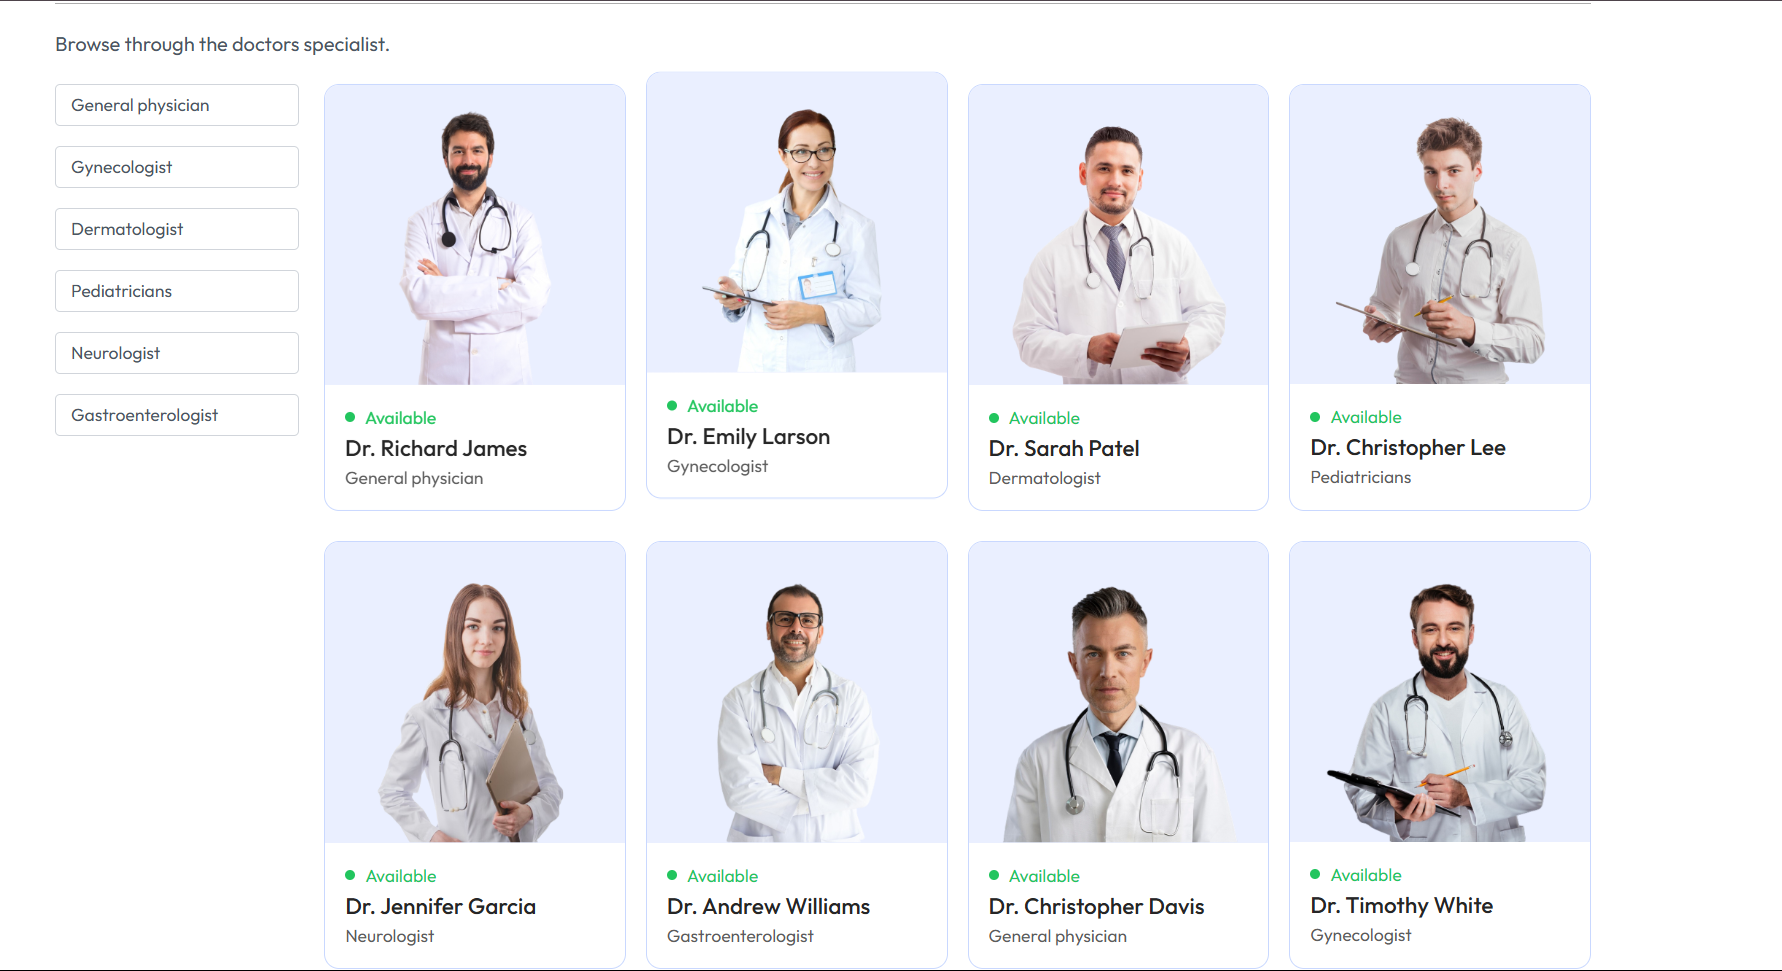 Browse through the doctors specialist.
General physician
Gynecologist
Dermatologist
Pediatricians
Neurologist
Gastroenterologist
Available
Dr. Richard James
General physician
Available
Dr. Emily Larson
Gynecologist
Available
Dr. Sarah Patel
Dermatologist
Available
Dr. Christopher Lee
Pediatricians
Available
Dr. Jennifer Garcia
Neurologist
Available
Dr. Andrew Williams
Gastroenterologist
Available
Dr. Christopher Davis
General physician
Available
Dr. Timothy White
Gynecologist